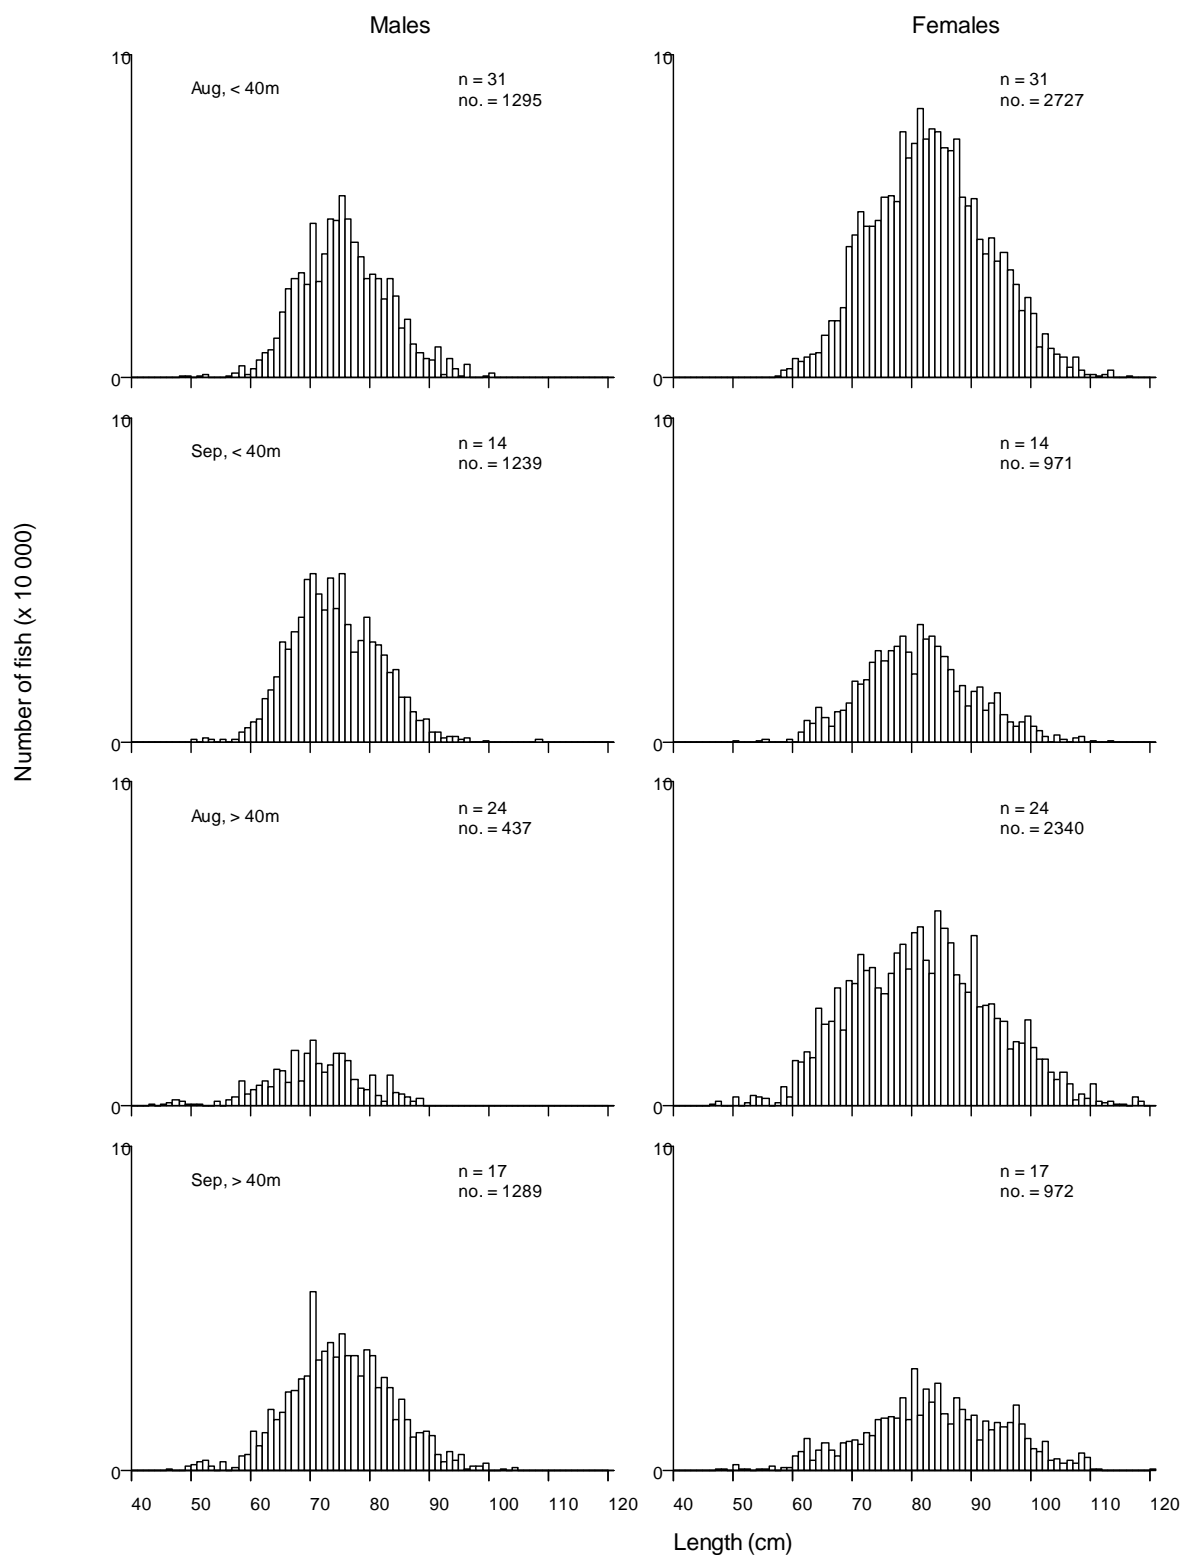 Males
Females
10
Aug, < 40m
n = 31
no. = 1295
0
10
n = 31
no. = 2727
0
10
Sep, < 40m
n = 14
no. = 1239
0
10
n = 14
no. = 971
0
Number of fish (x 10 000)
10
Aug, > 40m
n = 24
no. = 437
0
10
n = 24
no. = 2340
0
10
Sep, > 40m
n = 17
no. = 1289
0
10
n = 17
no. = 972
0
40 50 60 70 80 90 100 110 120
40 50 60 70 80 90 100 110 120
Length (cm)